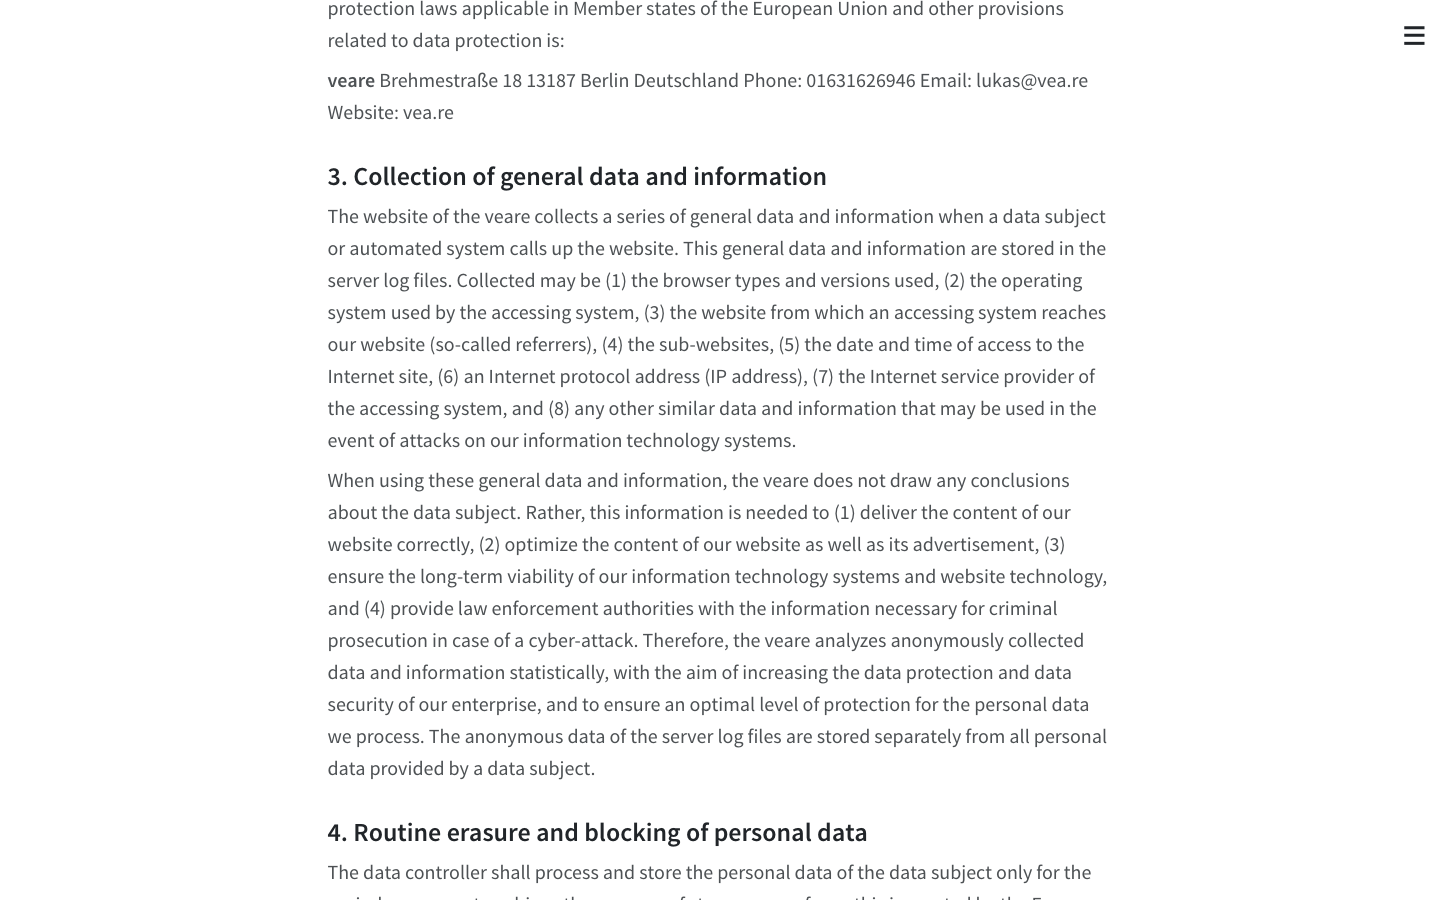 protection laws applicable in Member states of the European Union and other provisions
related to data protection is:
veare Brehmestraße 18 13187 Berlin Deutschland Phone: 01631626946 Email: lukas@vea.re
Website: vea.re
3. Collection of general data and information
The website of the veare collects a series of general data and information when a data subject
or automated system calls up the website. This general data and information are stored in the
server log files. Collected may be (1) the browser types and versions used, (2) the operating
system used by the accessing system, (3) the website from which an accessing system reaches
our website (so-called referrers), (4) the sub-websites, (5) the date and time of access to the
Internet site, (6) an Internet protocol address (IP address), (7) the Internet service provider of
the accessing system, and (8) any other similar data and information that may be used in the
event of attacks on our information technology systems.
When using these general data and information, the veare does not draw any conclusions
about the data subject. Rather, this information is needed to (1) deliver the content of our
website correctly, (2) optimize the content of our website as well as its advertisement, (3)
ensure the long-term viability of our information technology systems and website technology,
and (4) provide law enforcement authorities with the information necessary for criminal
prosecution in case of a cyber-attack. Therefore, the veare analyzes anonymously collected
data and information statistically, with the aim of increasing the data protection and data
security of our enterprise, and to ensure an optimal level of protection for the personal data
we process. The anonymous data of the server log files are stored separately from all personal
data provided by a data subject.
4. Routine erasure and blocking of personal data
The data controller shall process and store the personal data of the data subject only for the